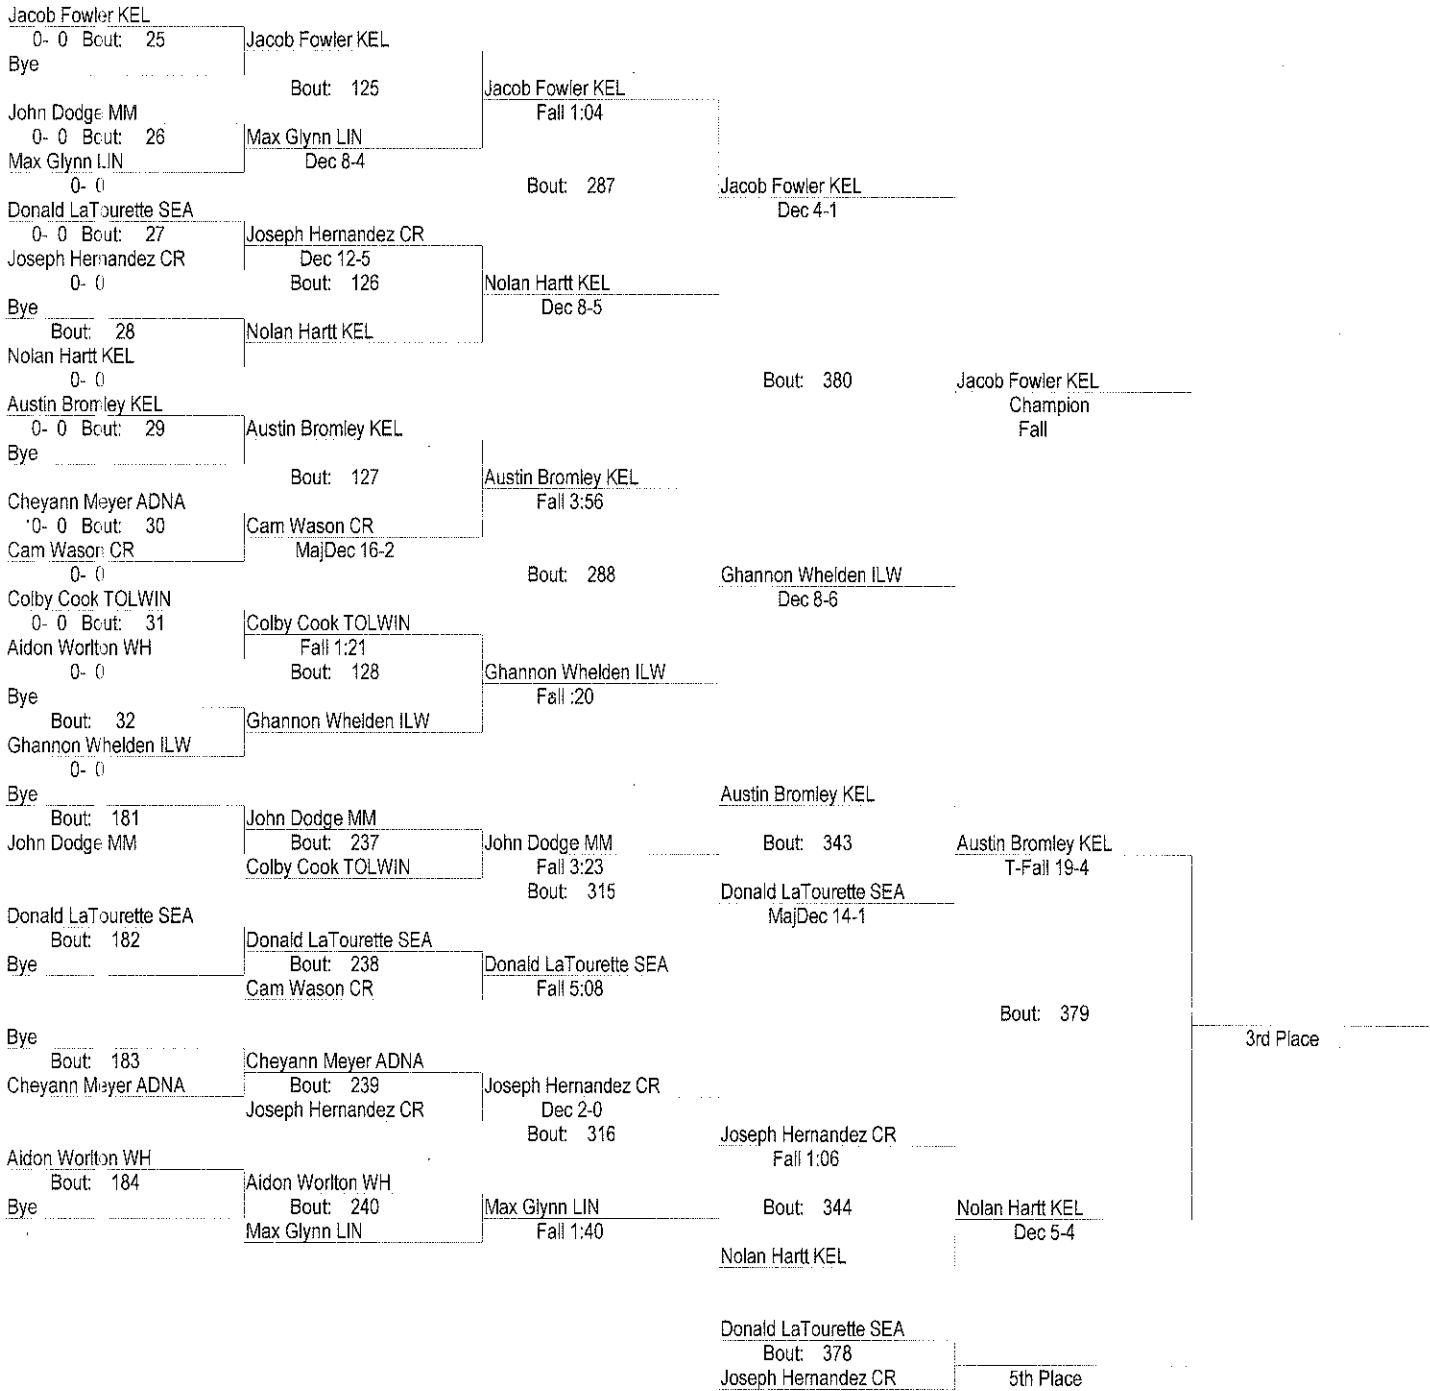 Jacob Fowler KEL
0- 0 Bout: 25
Jacob Fowler KEL
Bye
Bout: 125
Jacob Fowler KEL
John Dodge MM
Fall 1:04
0- 0 Bout: 26
Max Glynn LIN
Max Glynn LIN
Dec 8-4
0- 0
Bout: 287
Jacob Fowler KEL
Donald LaTourette SEA
Dec 4-1
0- 0 Bout: 27
Joseph Hernandez CR
Joseph Hernandez CR
Dec 12-5
0- 0
Bout: 126
Nolan Hartt KEL
Bye
Dec 8-5
Bout: 28
Nolan Hartt KEL
Nolan Hartt KEL
0- 0
Bout: 380
Jacob Fowler KEL
Austin Bromley KEL
Champion
0- 0 Bout: 29
Austin Bromley KEL
Fall
Bye
Bout: 127
Austin Bromley KEL
Cheyann Meyer ADNA
Fall 3:56
0- 0 Bout: 30
Cam Wason CR
Cam Wason CR
MajDec 16-2
0- 0
Bout: 288
Ghannon Whelden ILW
Colby Cook TOLWIN
Dec 8-6
0- 0 Bout: 31
Colby Cook TOLWIN
Aidon Worlton WH
Fall 1:21
0- 0
Bout: 128
Ghannon Whelden ILW
Bye
Fall :20
Bout: 32
Ghannon Whelden ILW
Ghannon Whelden ILW
0- 0
Bye
Austin Bromley KEL
Bout: 181
John Dodge MM
John Dodge MM
Bout: 237
John Dodge MM
Bout: 343
Austin Bromley KEL
Colby Cook TOLWIN
Fall 3:23
T-Fall 19-4
Bout: 315
Donald LaTourette SEA
Donald LaTourette SEA
MajDec 14-1
Bout: 182
Donald LaTourette SEA
Bye
Bout: 238
Donald LaTourette SEA
Cam Wason CR
Fall 5:08
Bout: 379
Bye
3rd Place
Bout: 183
Cheyann Meyer ADNA
Cheyann Meyer ADNA
Bout: 239
Joseph Hernandez CR
Joseph Hernandez CR
Dec 2-0
Bout: 316
Joseph Hernandez CR
Aidon Worlton WH
Fall 1:06
Bout: 184
Aidon Worlton WH
Bye
Bout: 240
Max Glynn LIN
Bout: 344
Nolan Hartt KEL
Max Glynn LIN
Fall 1:40
Dec 5-4
Nolan Hartt KEL
Donald LaTourette SEA
Bout: 378
Joseph Hernandez CR
5th Place